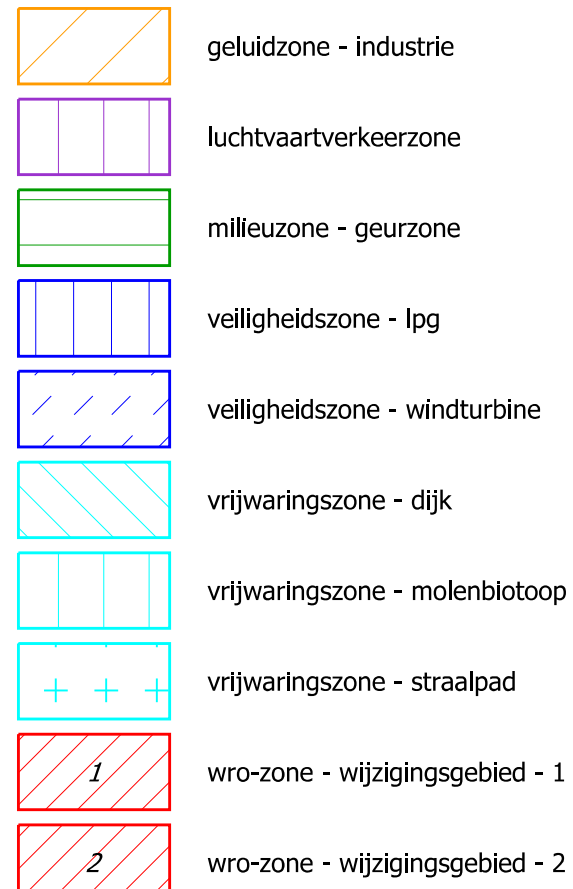 geluidzone - industrie
luchtvaartverkeerzone
milieuzone - geurzone
veiligheidszone - lpg
veiligheidszone - windturbine
vrijwaringszone - dijk
vrijwaringszone - molenbiotoop
vrijwaringszone - straalpad
1 wro-zone - wijzigingsgebied - 1
2 wro-zone - wijzigingsgebied - 2